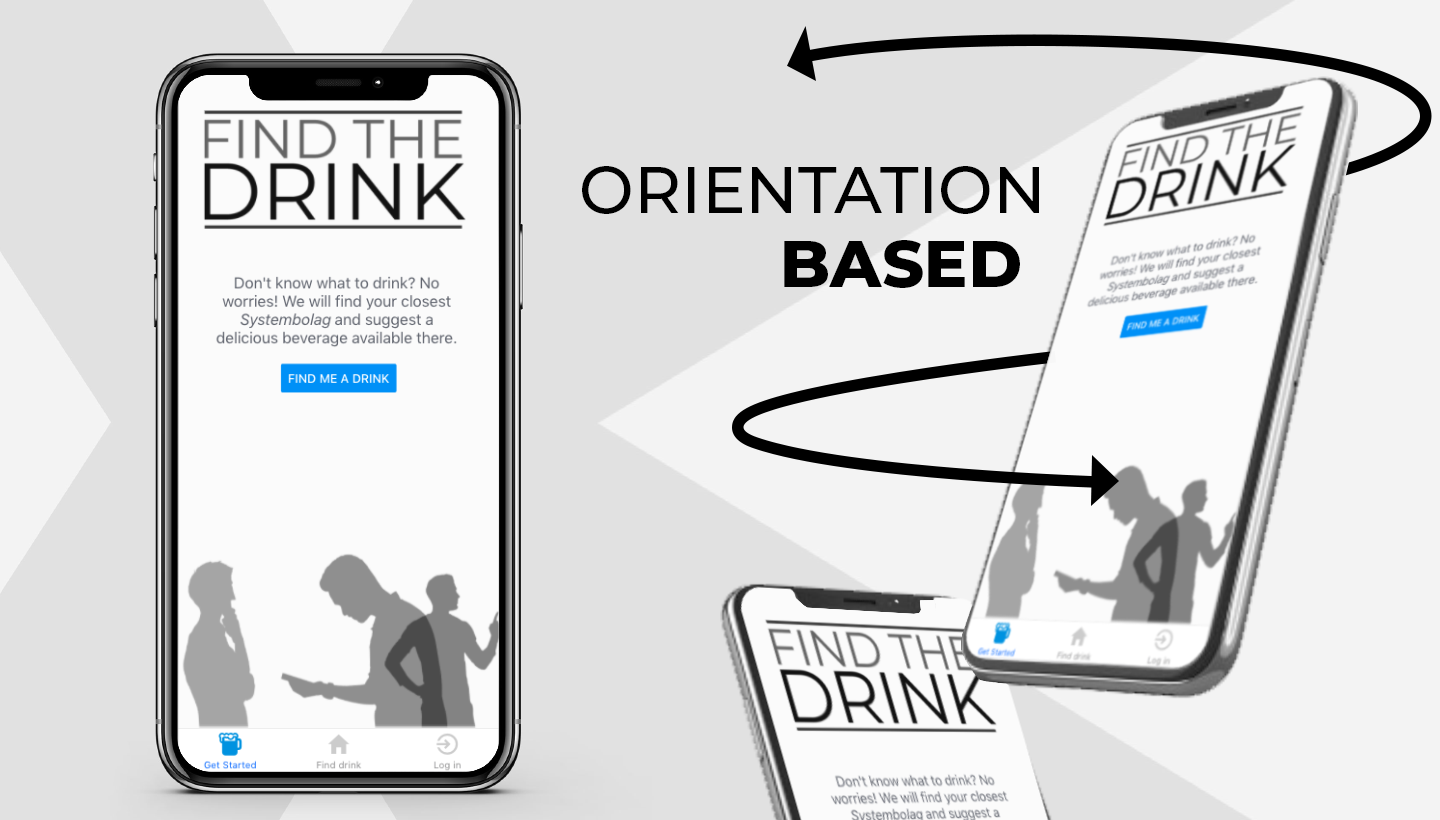 FIND THE
DRINK
Don't know what to drink? No
worries! We will find your closest
Systembolag and suggest a
delicious beverage available there.
FIND ME A DRINK
Get Started
Find drink
Log in
ORIENTATION
BASED
FIND THE
DRINK
Don't know what to drink? No
worries! We will find your closest
Systembolag and suggest a
delicious beverage available there.
FIND ME A DRINK
Get Started
Find drink
Log in
FIND THE
DRINK
Don't know what to drink? No
worries! We will find your closest
Systembolag and suggest a